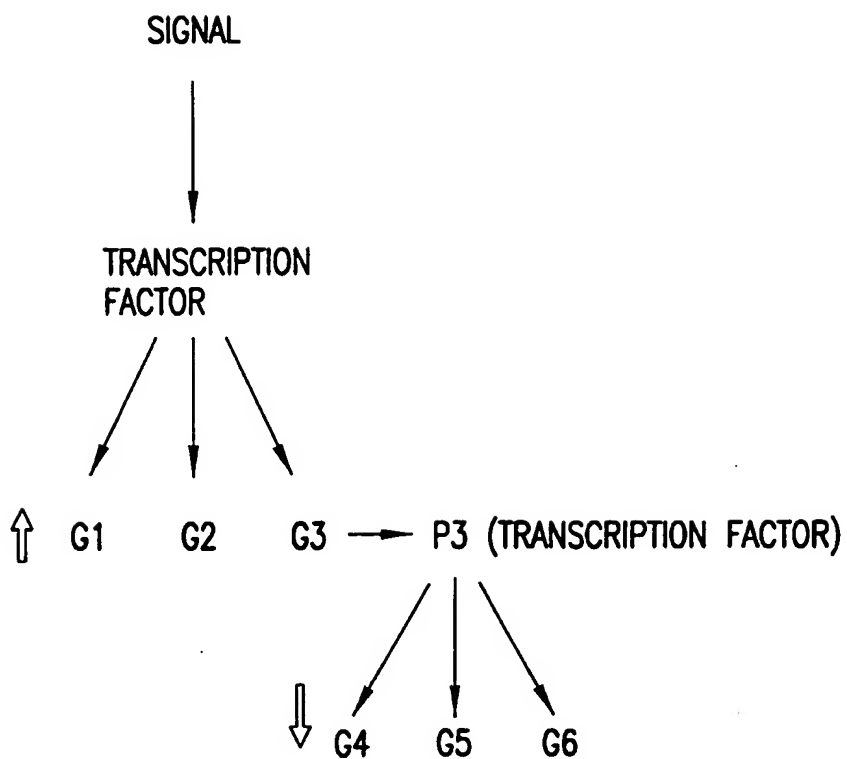 SIGNAL
TRANSCRIPTION
FACTOR
G1 G2 G3 P3 (TRANSCRIPTION FACTOR)
G4 G5 G6